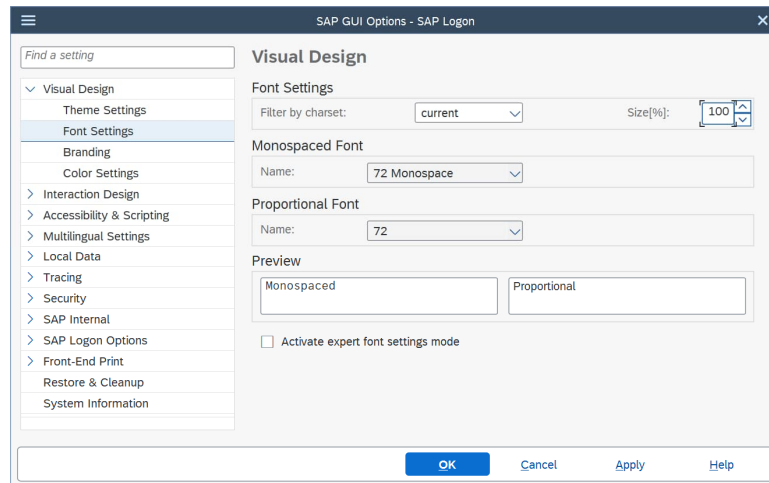 SAP GUI Options - SAP Logon
Find a setting
Visual Design
Theme Settings
Font Settings
Branding
Color Settings
Interaction Design
Accessibility & Scripting
Multilingual Settings
Local Data
Tracing
Security
SAP Internal
SAP Logon Options
Front-End Print
Restore & Cleanup
System Information
Visual Design
Font Settings
Filter by charset: current Size[%]: 100
Monospaced Font
Name: 72 Monospace
Proportional Font
Name: 72
Preview
Monospaced Proportional
Activate expert font settings mode
OK Cancel Apply Help